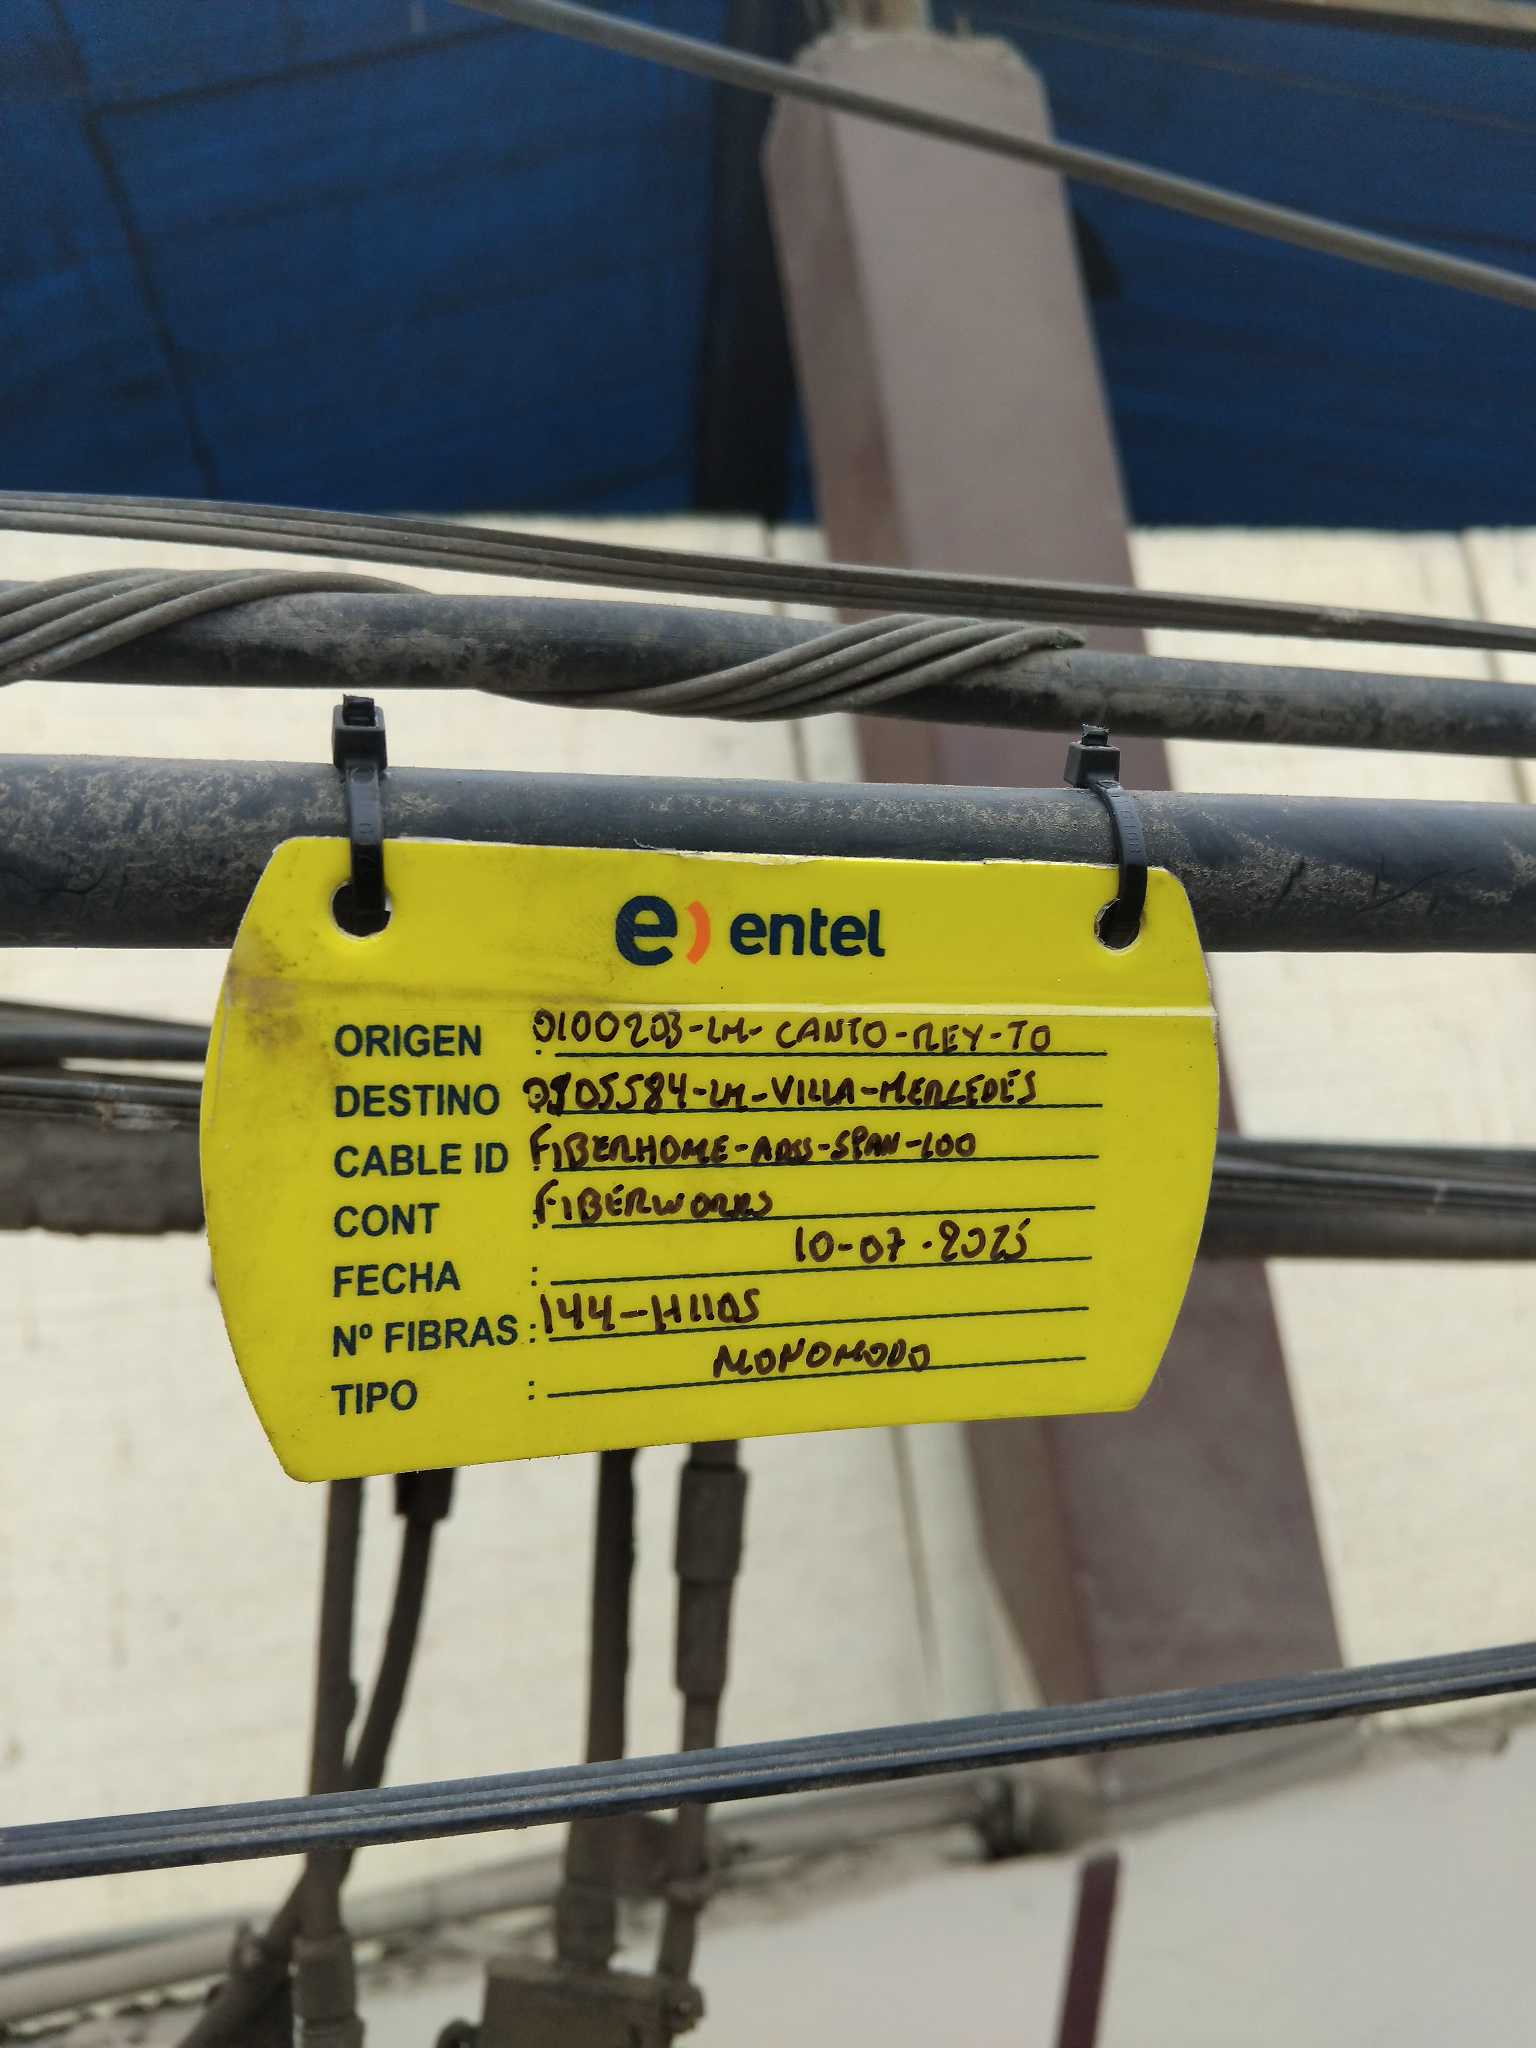 e) entel
ORIGEN : 0100203-LM-CANTO-REY-TO
DESTINO : 0105584-LM-VILLA-MERCEDES
CABLE ID : FIBERHOME-ADSS-SPAN-100
CONT : FIBERWORKS
FECHA : 10-07-2025
Nº FIBRAS : 144-HILOS
TIPO : MONOMODO